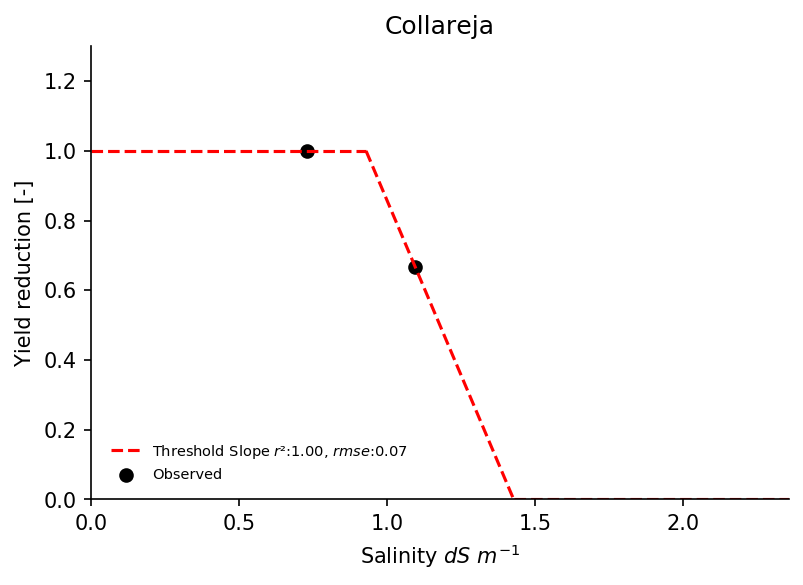 Collareja
Yield reduction [-]
1.2
1.0
0.8
0.6
0.4
0.2
0.0
Threshold Slope r²:1.00, rmse:0.07
Observed
0.0 0.5 1.0 1.5 2.0
Salinity dS m⁻¹